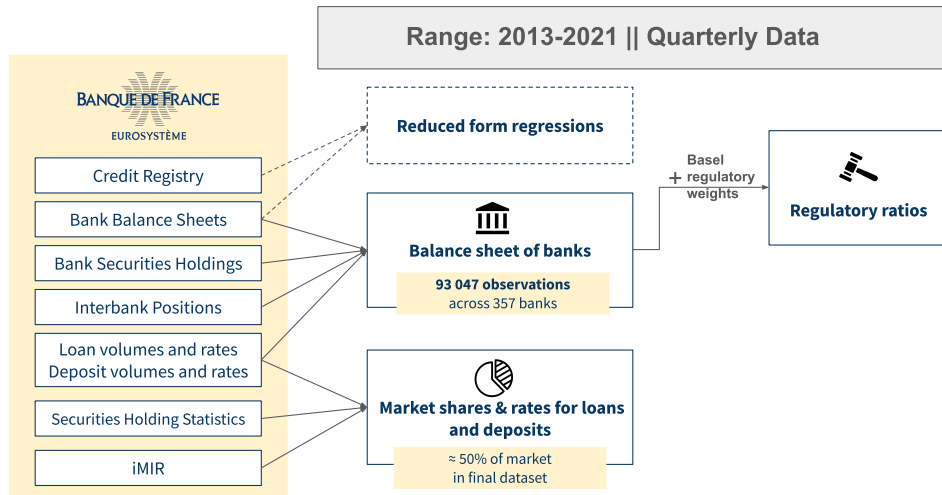 Range: 2013-2021 || Quarterly Data
BANQUE DE FRANCE
EUROSYSTÈME
Credit Registry
Bank Balance Sheets
Bank Securities Holdings
Interbank Positions
Loan volumes and rates
Deposit volumes and rates
Securities Holding Statistics
iMIR
Reduced form regressions
Balance sheet of banks
93 047 observations
across 357 banks
Market shares & rates for loans
and deposits
≈ 50% of market
in final dataset
Basel
+ regulatory
weights
Regulatory ratios